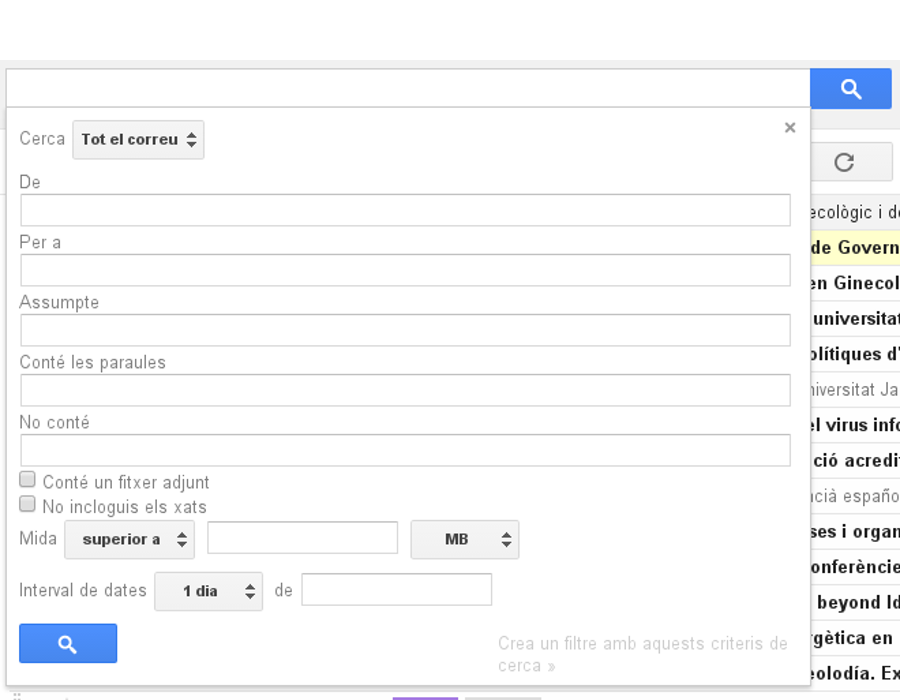 Cerca Tot el correu ×
De
Per a
Assumpte
Conté les paraules
No conté
Conté un fitxer adjunt
No incloguis els xats
Mida superior a MB
Interval de dates 1 dia de
Crea un filtre amb aquests criteris de
cerca »
ecològic i de
de Govern
en Ginecol
universitat
olítiques d'
niversitat Ja
el virus info
ció acredit
ncià españo
ses i organ
onferències
beyond Id
rgètica en
eolodía. Ex